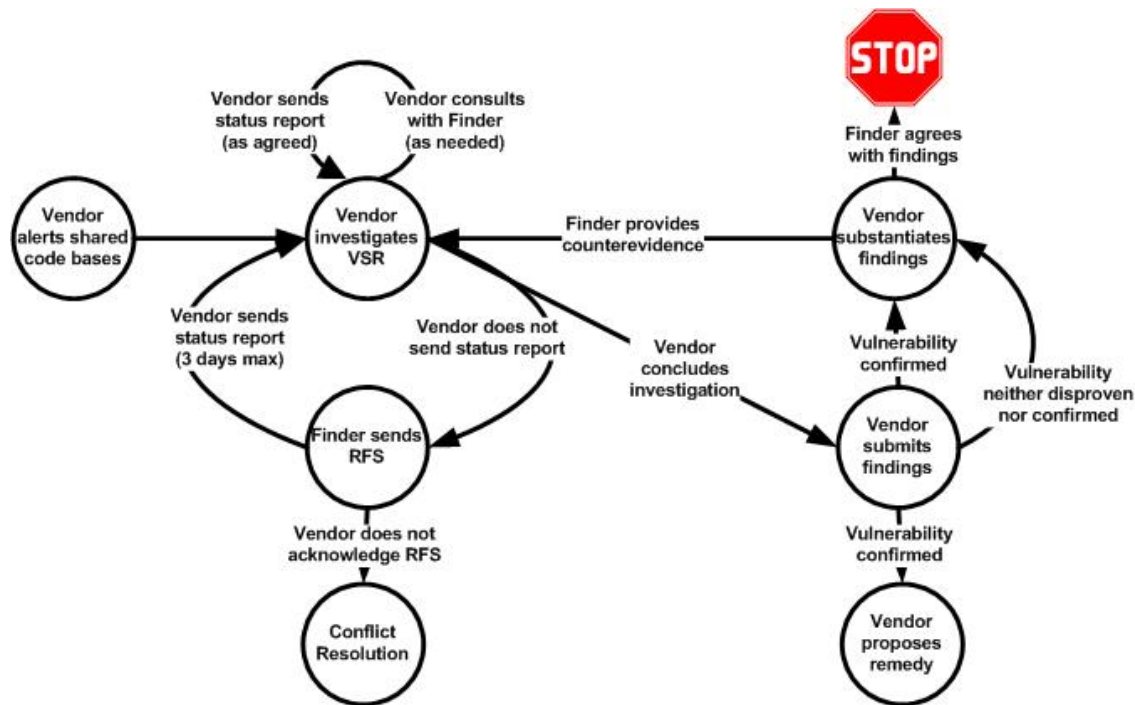 STOP
Vendor sends
status report
(as agreed)
Vendor consults
with Finder
(as needed)
Finder agrees
with findings
Vendor
alerts shared
code bases
Vendor
investigates
VSR
Finder provides
counterevidence
Vendor
substantiates
findings
Vendor sends
status report
(3 days max)
Vendor does not
send status report
Vendor
concludes
investigation
Vulnerability
confirmed
Vulnerability
neither disproven
nor confirmed
Finder sends
RFS
Vendor
submits
findings
Vendor does not
acknowledge RFS
Vulnerability
confirmed
Conflict
Resolution
Vendor
proposes
remedy